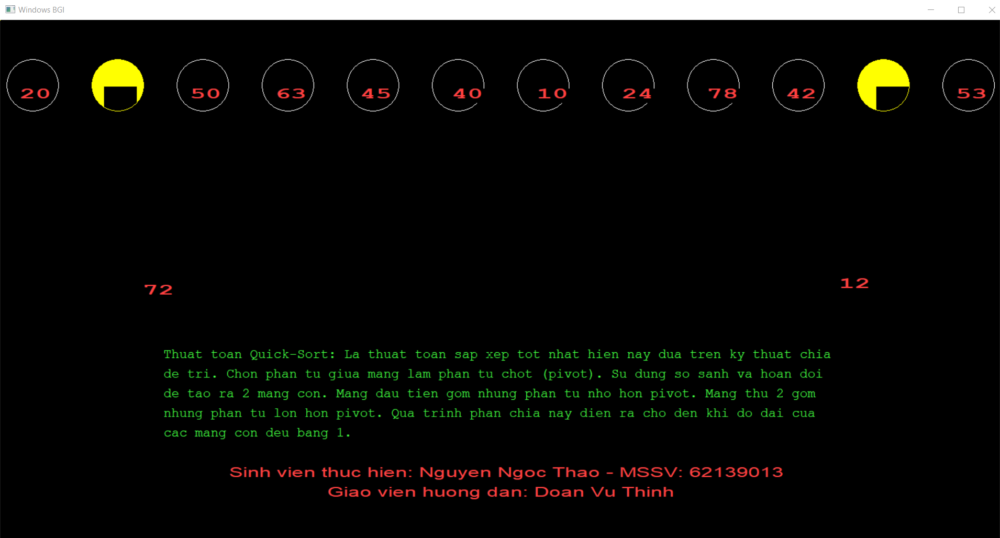 Windows BGI
20 50 63 45 40 10 24 78 42 53
72 12
Thuat toan Quick-Sort: La thuat toan sap xep tot nhat hien nay dua tren ky thuat chia
de tri. Chon phan tu giua mang lam phan tu chot (pivot). Su dung so sanh va hoan doi
de tao ra 2 mang con. Mang dau tien gom nhung phan tu nho hon pivot. Mang thu 2 gom
nhung phan tu lon hon pivot. Qua trinh phan chia nay dien ra cho den khi do dai cua
cac mang con deu bang 1.
Sinh vien thuc hien: Nguyen Ngoc Thao - MSSV: 62139013
Giao vien huong dan: Doan Vu Thinh